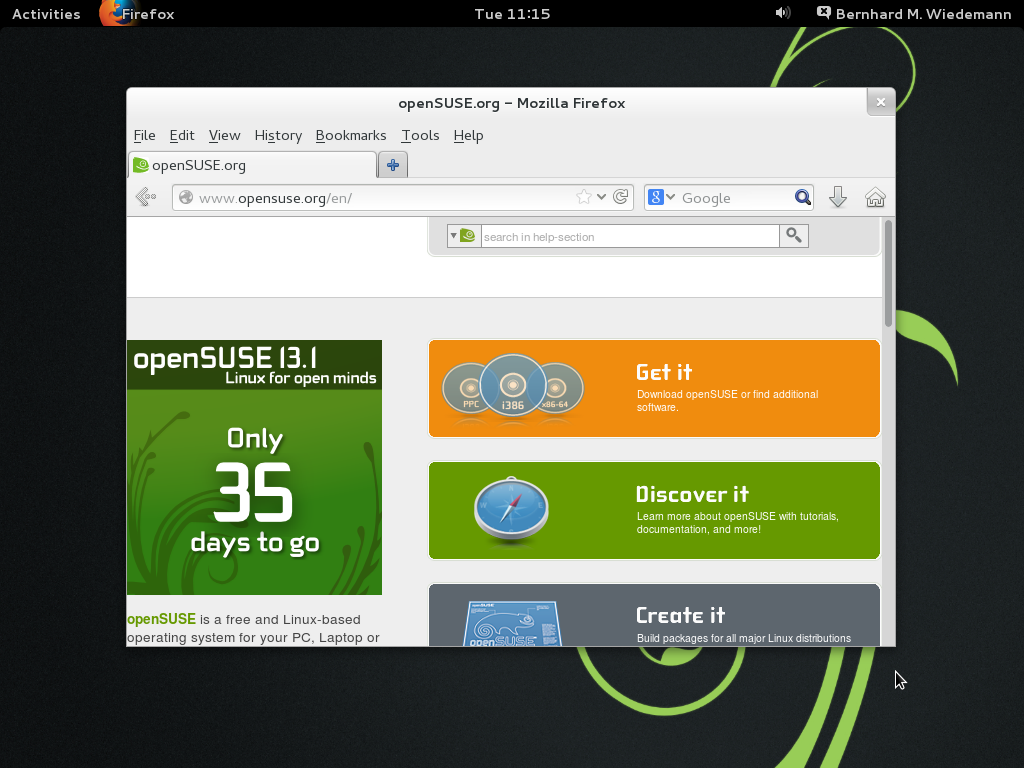 Activities Firefox Tue 11:15 Bernhard M. Wiedemann
openSUSE.org – Mozilla Firefox
File Edit View History Bookmarks Tools Help
openSUSE.org
www.opensuse.org/en/ Google
search in help-section
openSUSE 13.1
Linux for open minds
Only
35
days to go
openSUSE is a free and Linux-based
operating system for your PC, Laptop or
PPC i386 x86-64
Get it
Download openSUSE or find additional
software.
Discover it
Learn more about openSUSE with tutorials,
documentation, and more!
openSUSE
openSUSE
Create it
Build packages for all major Linux distributions